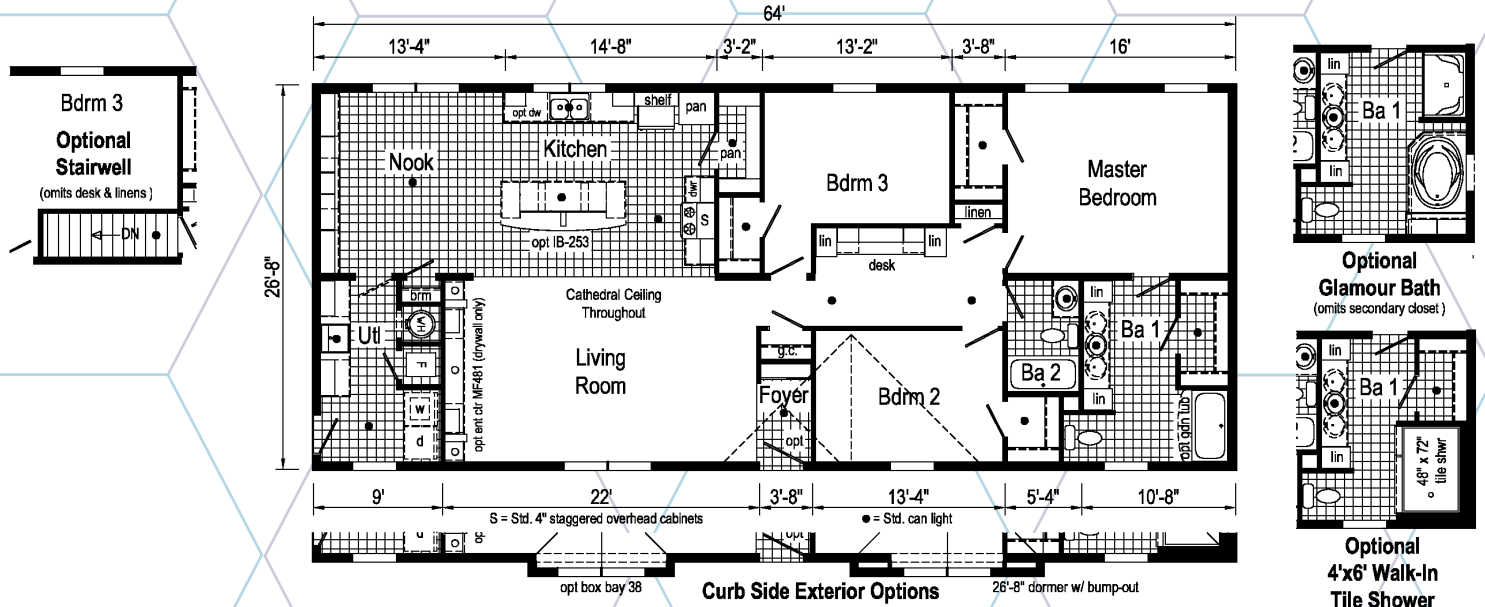 64'
13'-4"
14'-8"
3'-2"
13'-2"
3'-8"
16'
26'-8"
Bdrm 3
Optional
Stairwell
(omits desk & linens )
DN
Nook
opt dw
Kitchen
shelf
pan
pan
dwr
S
opt IB-253
Bdrm 3
linen
Master
Bedroom
lin
desk
lin
Cathedral Ceiling
Throughout
brm
WH
F
Utl
w
d
opt ent ctr MF481 (drywall only)
Living
Room
g.c.
Foyer
opt
Bdrm 2
Ba 2
lin
Ba 1
lin
opt gdn tub
9'
22'
3'-8"
13'-4"
5'-4"
10'-8"
S = Std. 4" staggered overhead cabinets
● = Std. can light
opt box bay 38
Curb Side Exterior Options
26'-8" dormer w/ bump-out
lin
Ba 1
lin
Optional
Glamour Bath
(omits secondary closet )
lin
Ba 1
lin
48" x 72"
tile shwr
Optional
4'x6' Walk-In
Tile Shower